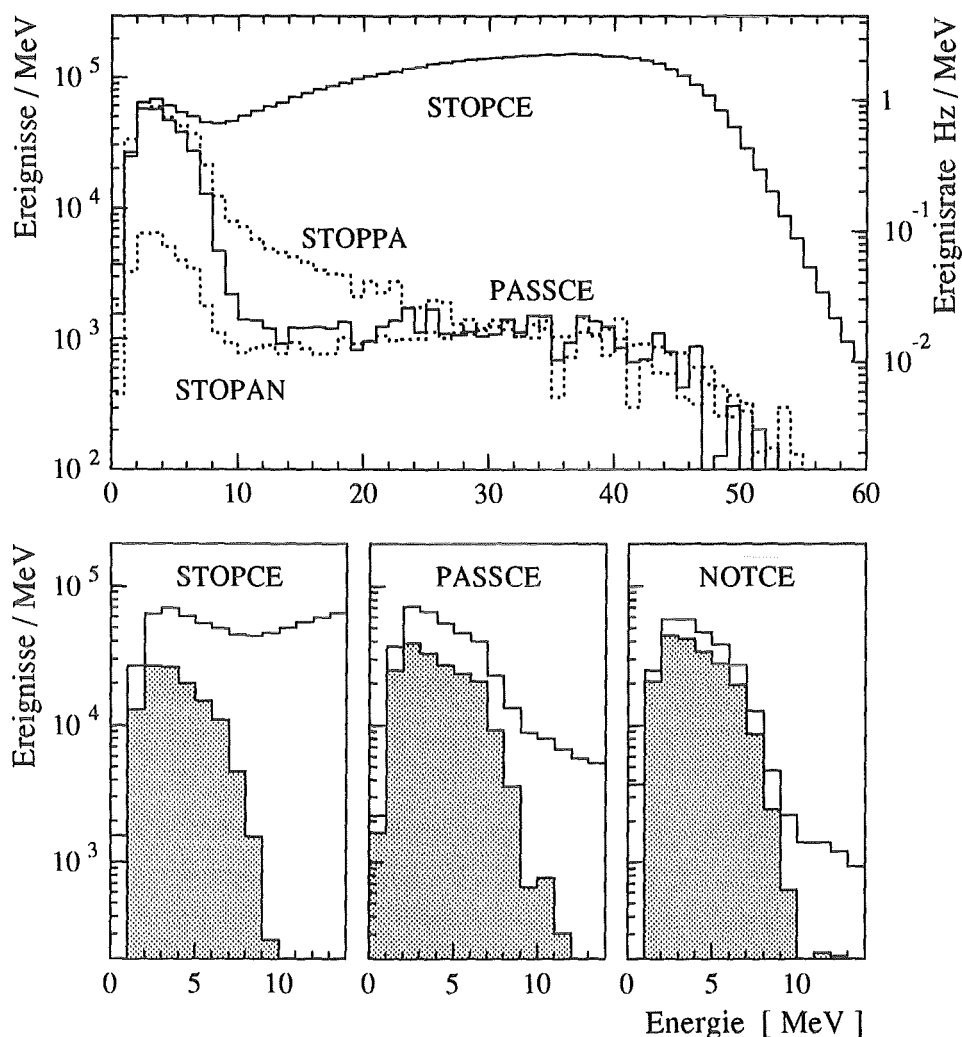 Ereignisse / MeV
10^5
10^4
10^3
10^2
STOPCE
STOPPA
PASSCE
STOPAN
1
10^-1
10^-2
Ereignisrate Hz / MeV
0 10 20 30 40 50 60
Ereignisse / MeV
10^5
10^4
10^3
STOPCE
PASSCE
NOTCE
0 5 10
0 5 10
0 5 10
Energie [ MeV ]